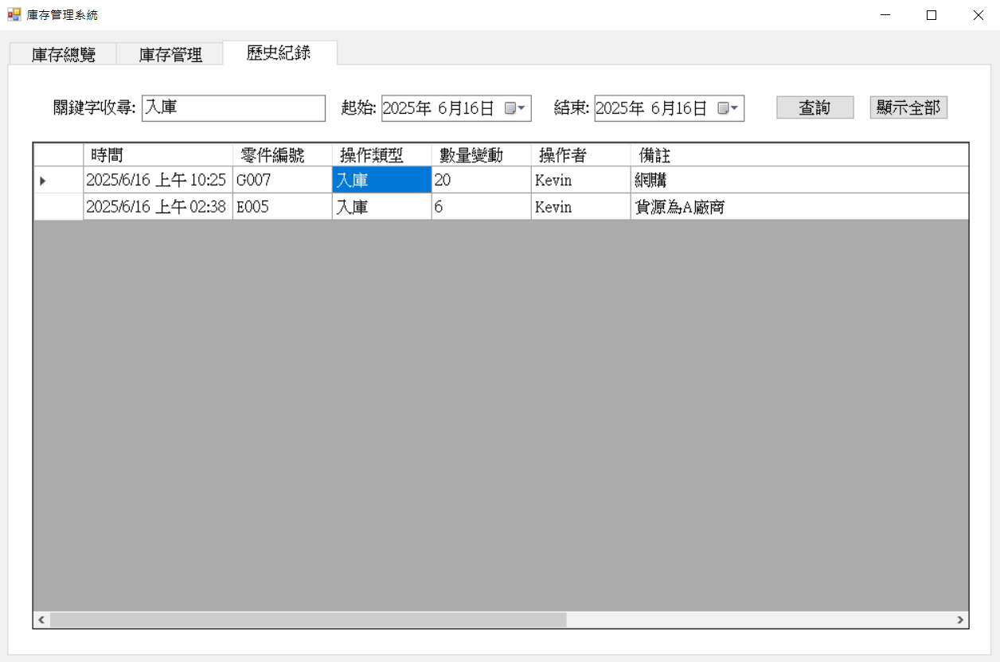 庫存管理系統
庫存總覽 庫存管理 歷史紀錄
關鍵字收尋: 入庫 起始: 2025年 6月16日 結束: 2025年 6月16日 查詢 顯示全部
時間 零件編號 操作類型 數量變動 操作者 備註
2025/6/16 上午 10:25 G007 入庫 20 Kevin 網購
2025/6/16 上午 02:38 E005 入庫 6 Kevin 貨源為A廠商